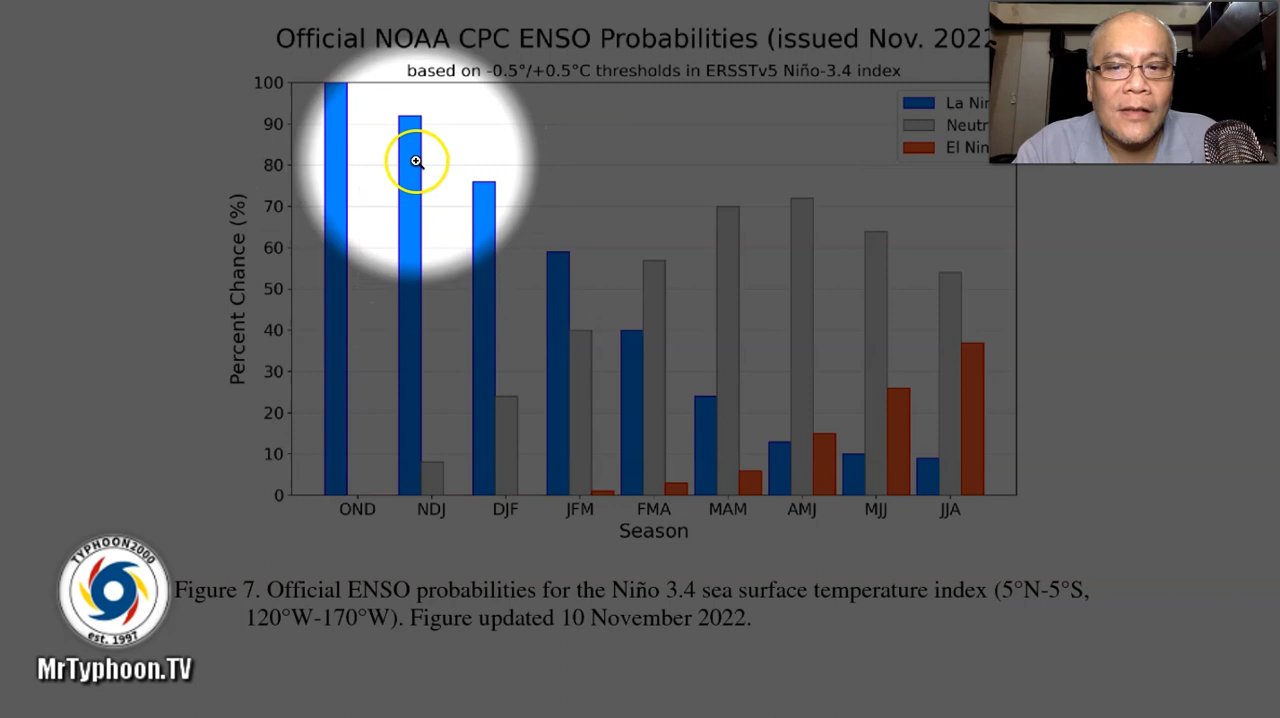 Official NOAA CPC ENSO Probabilities (issued Nov. 2022
based on -0.5°/+0.5°C thresholds in ERSSTv5 Niño-3.4 index
La Nin
Neutr
El Nin
Percent Chance (%)
100
90
80
70
60
50
40
30
20
10
0
OND NDJ DJF JFM FMA MAM AMJ MJJ JJA
Season
TYPHOON2000
est. 1997
MrTyphoon.TV
Figure 7. Official ENSO probabilities for the Niño 3.4 sea surface temperature index (5°N-5°S,
120°W-170°W). Figure updated 10 November 2022.